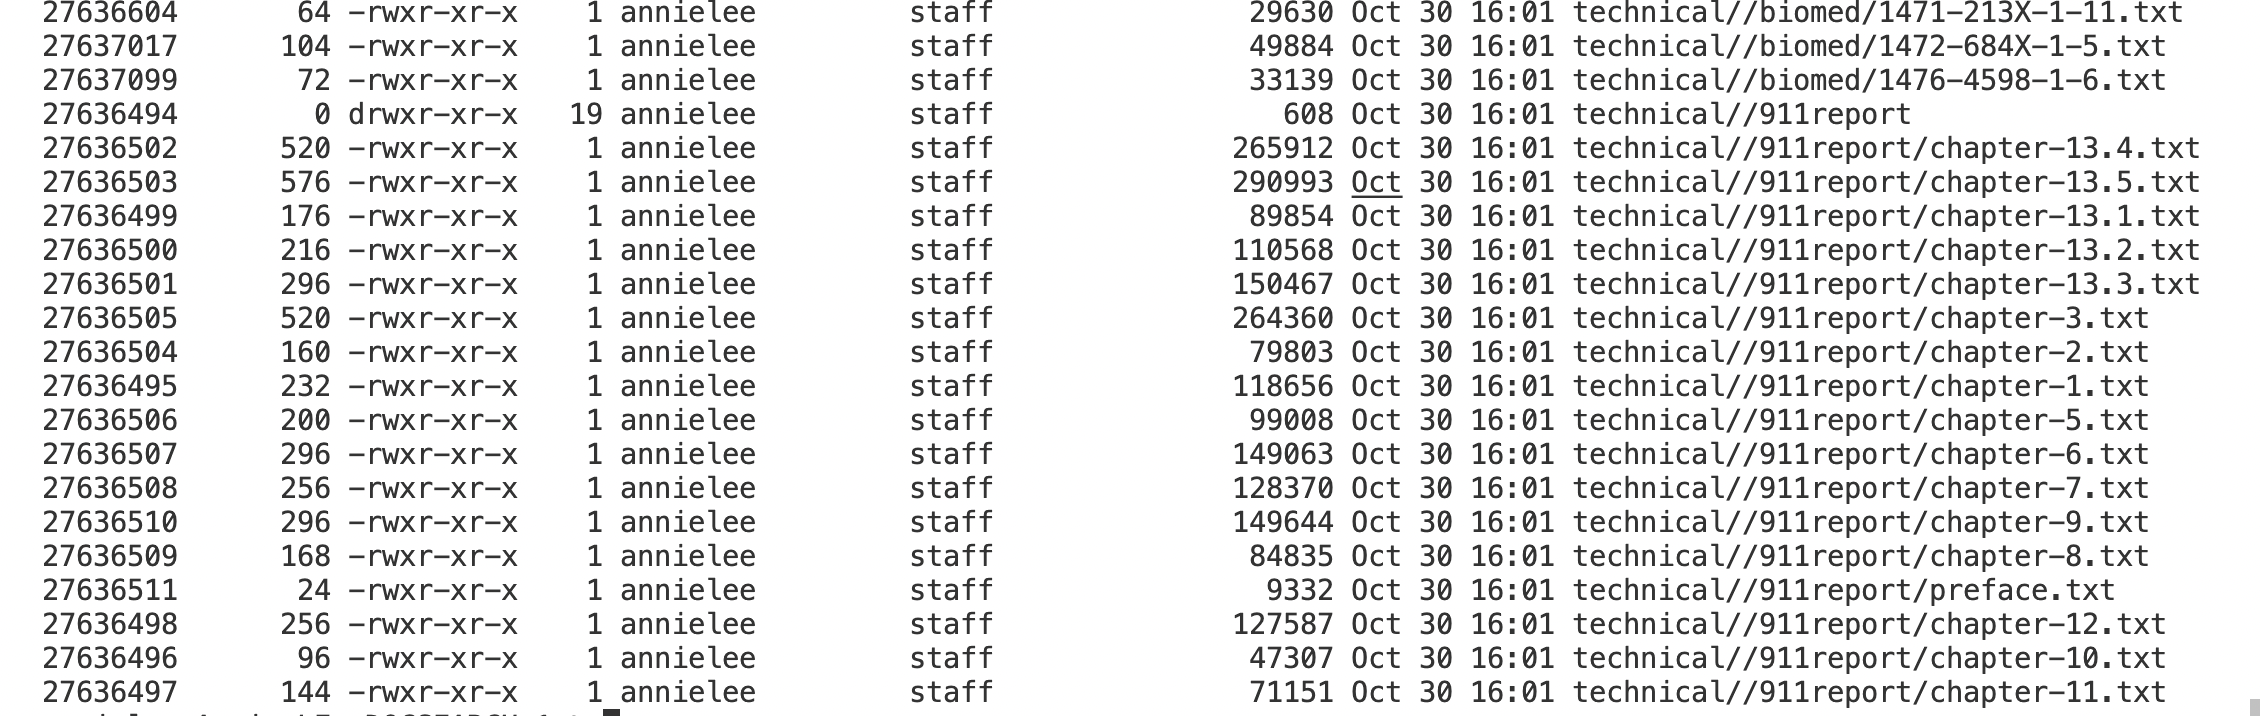 27636604       64 -rwxr-xr-x    1 annielee         staff               29630 Oct 30 16:01 technical//biomed/1471-213X-1-11.txt
27637017      104 -rwxr-xr-x    1 annielee         staff               49884 Oct 30 16:01 technical//biomed/1472-684X-1-5.txt
27637099       72 -rwxr-xr-x    1 annielee         staff               33139 Oct 30 16:01 technical//biomed/1476-4598-1-6.txt
27636494        0 drwxr-xr-x   19 annielee         staff                 608 Oct 30 16:01 technical//911report
27636502      520 -rwxr-xr-x    1 annielee         staff              265912 Oct 30 16:01 technical//911report/chapter-13.4.txt
27636503      576 -rwxr-xr-x    1 annielee         staff              290993 Oct 30 16:01 technical//911report/chapter-13.5.txt
27636499      176 -rwxr-xr-x    1 annielee         staff               89854 Oct 30 16:01 technical//911report/chapter-13.1.txt
27636500      216 -rwxr-xr-x    1 annielee         staff              110568 Oct 30 16:01 technical//911report/chapter-13.2.txt
27636501      296 -rwxr-xr-x    1 annielee         staff              150467 Oct 30 16:01 technical//911report/chapter-13.3.txt
27636505      520 -rwxr-xr-x    1 annielee         staff              264360 Oct 30 16:01 technical//911report/chapter-3.txt
27636504      160 -rwxr-xr-x    1 annielee         staff               79803 Oct 30 16:01 technical//911report/chapter-2.txt
27636495      232 -rwxr-xr-x    1 annielee         staff              118656 Oct 30 16:01 technical//911report/chapter-1.txt
27636506      200 -rwxr-xr-x    1 annielee         staff               99008 Oct 30 16:01 technical//911report/chapter-5.txt
27636507      296 -rwxr-xr-x    1 annielee         staff              149063 Oct 30 16:01 technical//911report/chapter-6.txt
27636508      256 -rwxr-xr-x    1 annielee         staff              128370 Oct 30 16:01 technical//911report/chapter-7.txt
27636510      296 -rwxr-xr-x    1 annielee         staff              149644 Oct 30 16:01 technical//911report/chapter-9.txt
27636509      168 -rwxr-xr-x    1 annielee         staff               84835 Oct 30 16:01 technical//911report/chapter-8.txt
27636511       24 -rwxr-xr-x    1 annielee         staff                9332 Oct 30 16:01 technical//911report/preface.txt
27636498      256 -rwxr-xr-x    1 annielee         staff              127587 Oct 30 16:01 technical//911report/chapter-12.txt
27636496       96 -rwxr-xr-x    1 annielee         staff               47307 Oct 30 16:01 technical//911report/chapter-10.txt
27636497      144 -rwxr-xr-x    1 annielee         staff               71151 Oct 30 16:01 technical//911report/chapter-11.txt